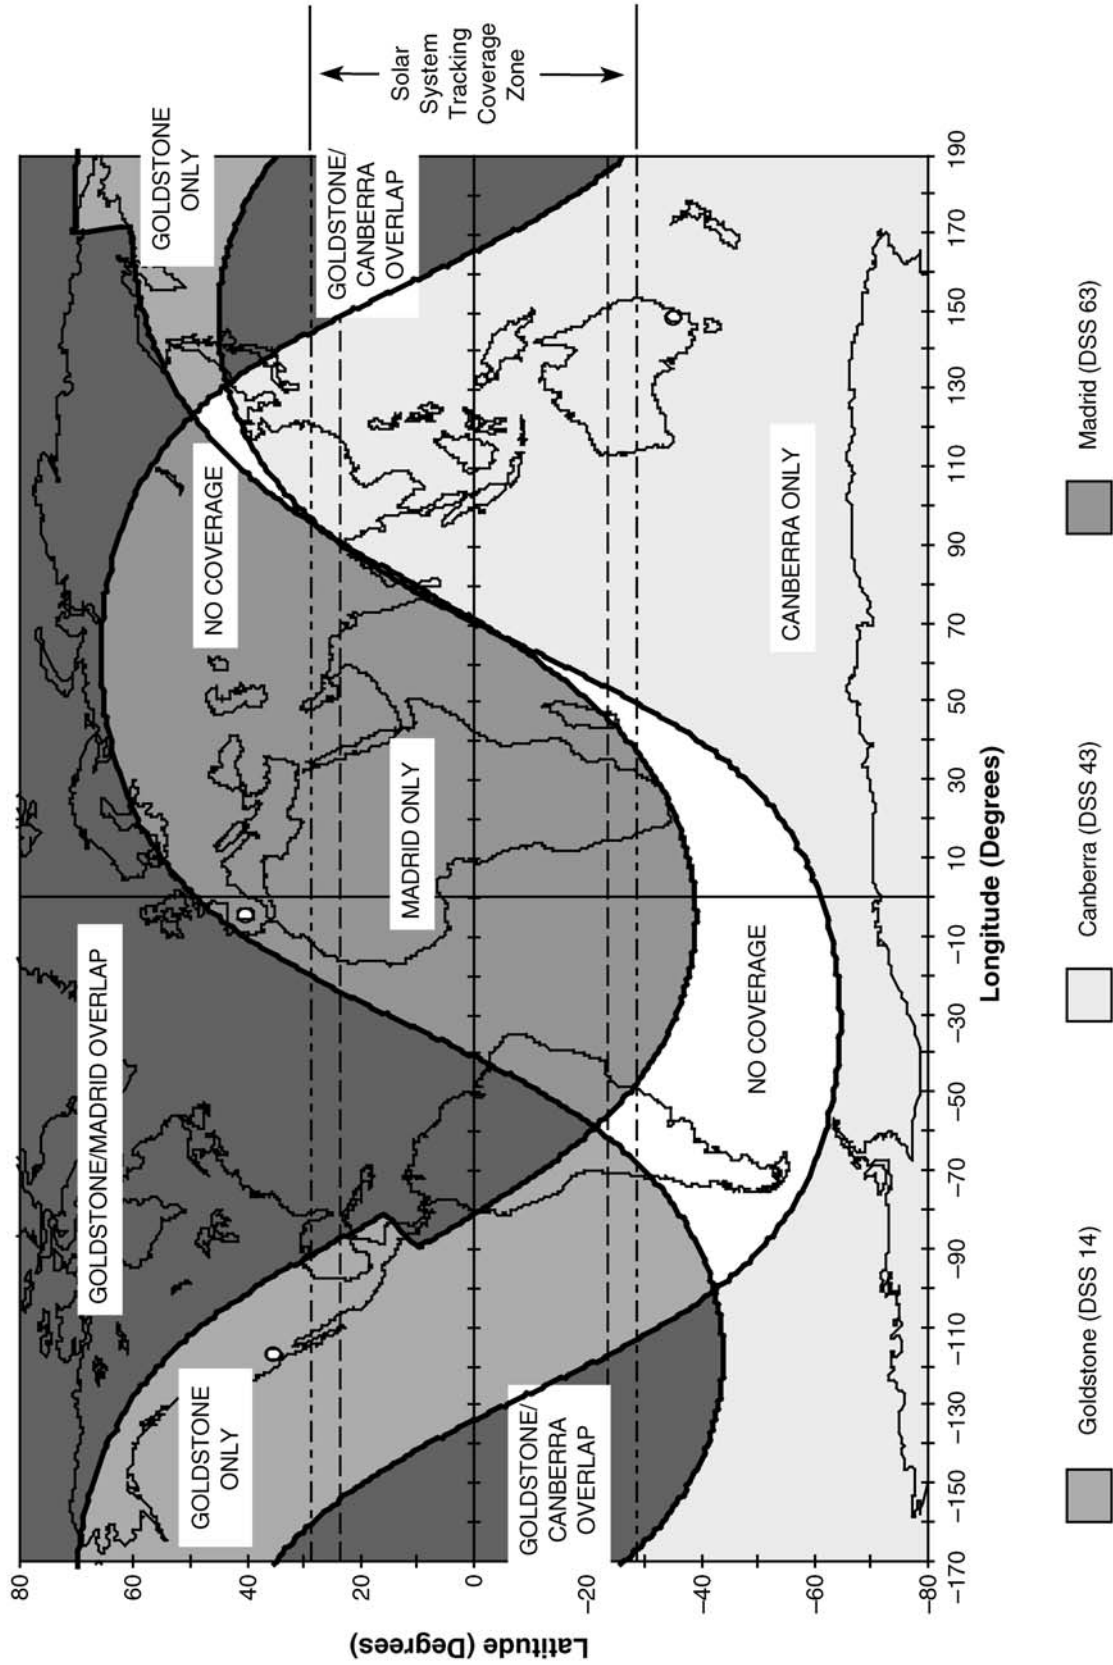 GOLDSTONE
ONLY
Solar
System
Tracking
Coverage
Zone
GOLDSTONE/MADRID OVERLAP
NO COVERAGE
GOLDSTONE/
CANBERRA
OVERLAP
GOLDSTONE
ONLY
MADRID ONLY
GOLDSTONE/
CANBERRA
OVERLAP
NO COVERAGE
CANBERRA ONLY
80
60
40
20
0
–20
–40
–60
–80
Latitude (Degrees)
–170
–150
–130
–110
–90
–70
–50
–30
–10
10
30
50
70
90
110
130
150
170
190
Longitude (Degrees)
Goldstone (DSS 14)
Canberra (DSS 43)
Madrid (DSS 63)